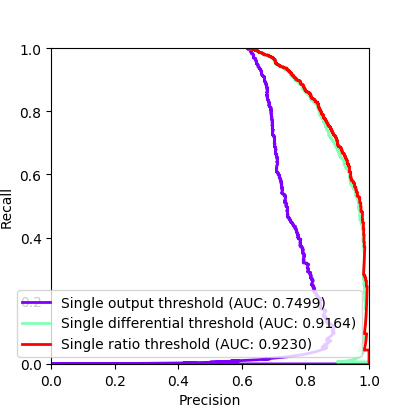 1.0
0.8
0.6
0.4
0.2
0.0
Recall
Single output threshold (AUC: 0.7499)
Single differential threshold (AUC: 0.9164)
Single ratio threshold (AUC: 0.9230)
0.0 0.2 0.4 0.6 0.8 1.0
Precision